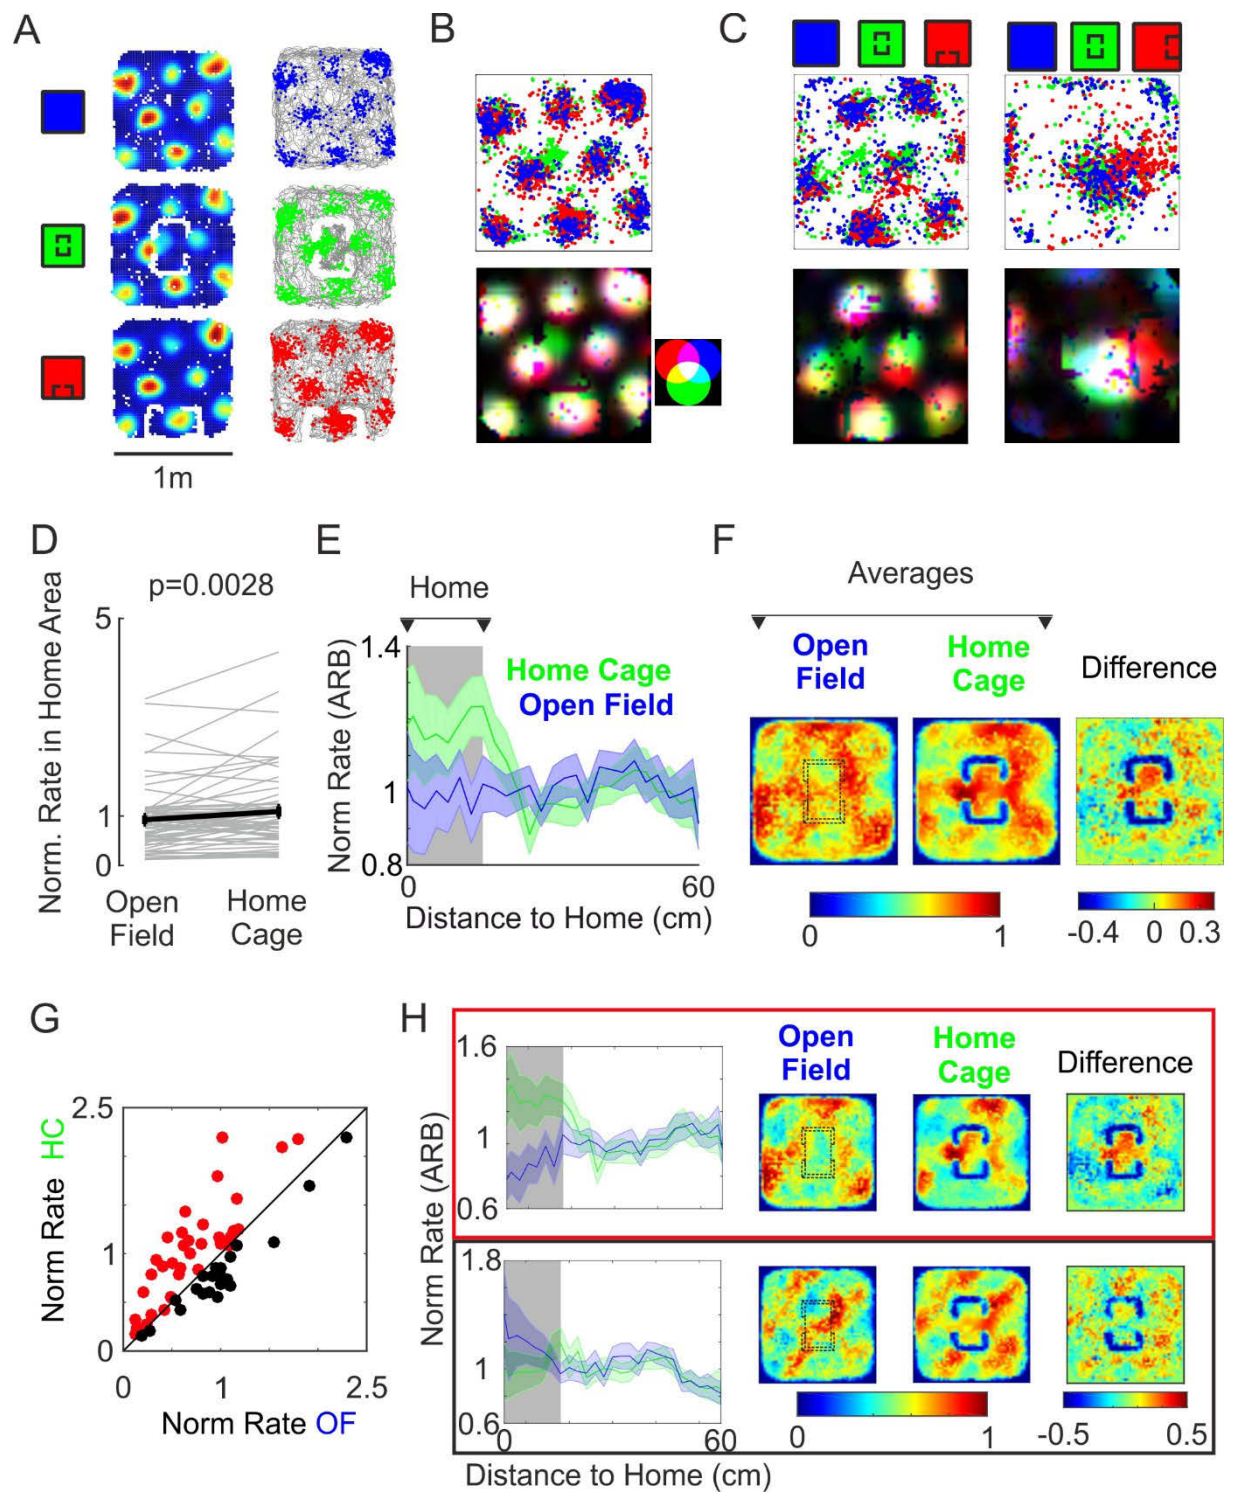 A
B
C
1m
D
E
F
p=0.0028
Norm. Rate in Home Area
5
1
0
Open
Field
Home
Cage
Home
Norm Rate (ARB)
1.4
1
0.8
Home Cage
Open Field
0
60
Distance to Home (cm)
Averages
Open
Field
Home
Cage
Difference
0
1
-0.4
0
0.3
G
H
Norm Rate HC
2.5
1
0
0
1
2.5
Norm Rate OF
Norm Rate (ARB)
1.6
1
0.6
Open
Field
Home
Cage
Difference
1.8
1
0.6
0
60
Distance to Home (cm)
0
1
-0.5
0.5